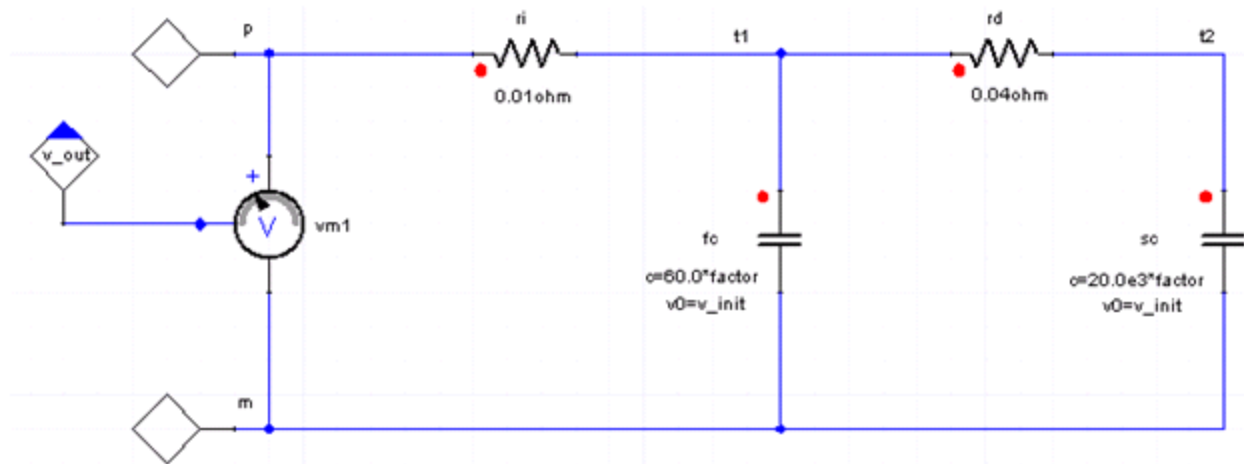 p
ri
t1
rd
t2
0.01ohm
0.04ohm
v_out
+
V
vm1
fc
sc
c=60.0*factor
v0=v_init
c=20.0e3*factor
v0=v_init
m